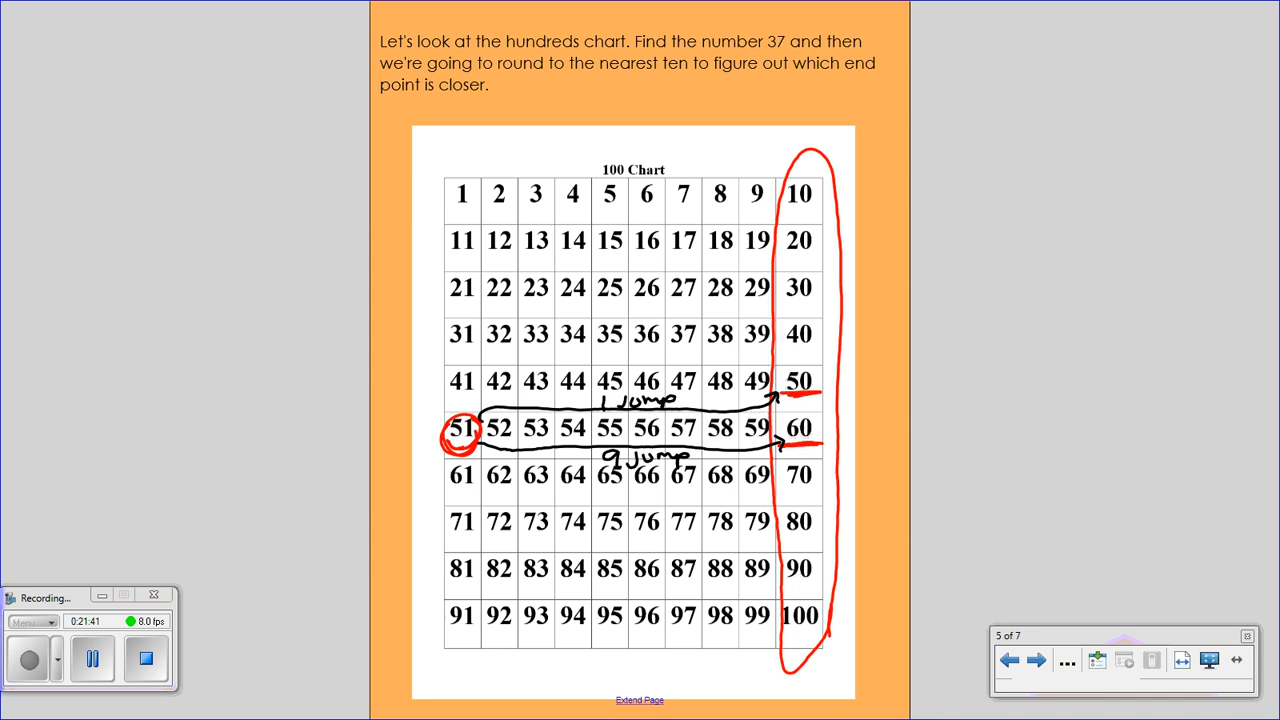 Let's look at the hundreds chart. Find the number 37 and then
we're going to round to the nearest ten to figure out which end
point is closer.
100 Chart
1 2 3 4 5 6 7 8 9 10
11 12 13 14 15 16 17 18 19 20
21 22 23 24 25 26 27 28 29 30
31 32 33 34 35 36 37 38 39 40
41 42 43 44 45 46 47 48 49 50
1 Jump
51 52 53 54 55 56 57 58 59 60
9 Jump
61 62 63 64 65 66 67 68 69 70
71 72 73 74 75 76 77 78 79 80
81 82 83 84 85 86 87 88 89 90
91 92 93 94 95 96 97 98 99 100
Extend Page
Recording...
Menu
0:21:41
8.0 fps
5 of 7